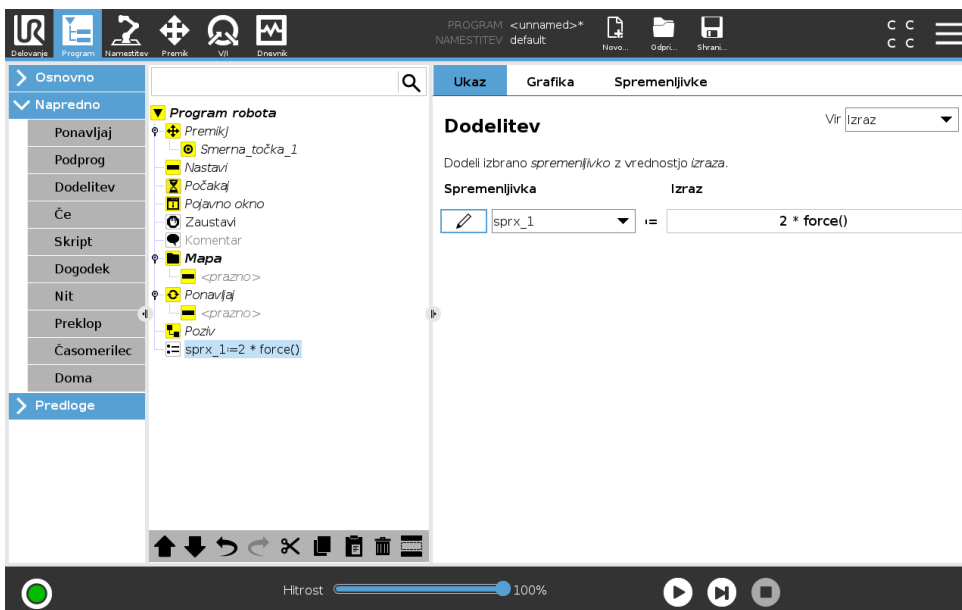 UR
PROGRAM <unnamed>*
NAMESTITEV default
Delovanje Program Namestitev Premik V/I Dnevnik
Novo... Odpri... Shrani...
C C
C C
Osnovno
Napredno
Ponavljaj
Podprog
Dodelitev
Če
Skript
Dogodek
Nit
Preklop
Časomerilec
Doma
Predloge
Program robota
PremikJ
Smerna_točka_1
Nastavi
Počakaj
Pojavno okno
Zaustavi
Komentar
Mapa
<prazno>
Ponavljaj
<prazno>
Poziv
sprx_1:=2 * force()
Ukaz Grafika Spremenljivke
Dodelitev
Vir Izraz
Dodeli izbrano spremenljivko z vrednostjo izraza.
Spremenljivka Izraz
sprx_1 := 2 * force()
Hitrost 100%